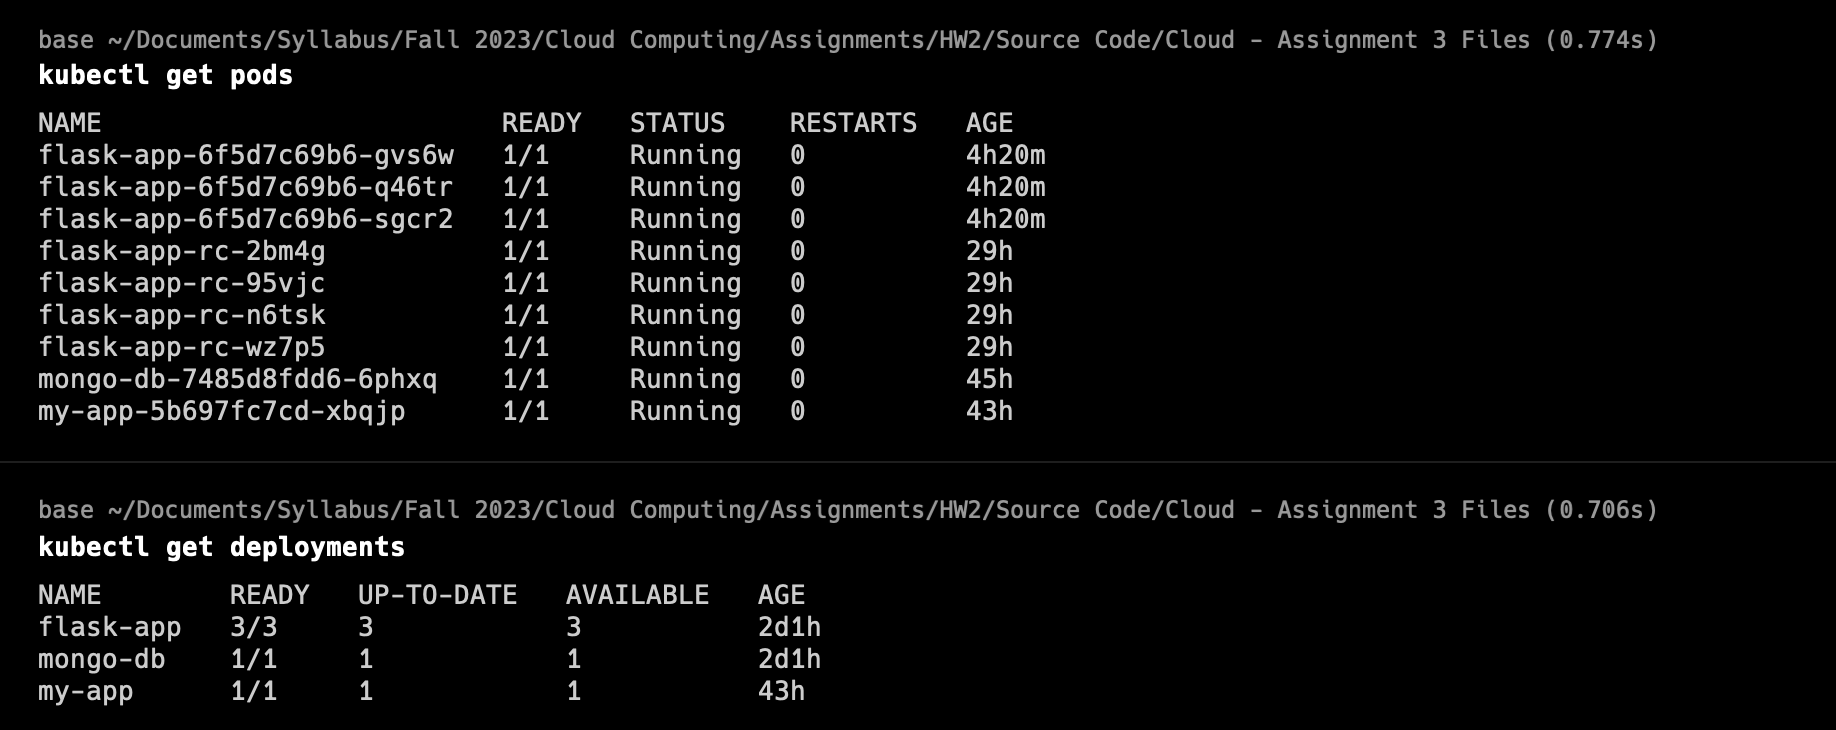 base ~/Documents/Syllabus/Fall 2023/Cloud Computing/Assignments/HW2/Source Code/Cloud - Assignment 3 Files (0.774s)
kubectl get pods
NAME                          READY   STATUS    RESTARTS   AGE
flask-app-6f5d7c69b6-gvs6w   1/1     Running   0          4h20m
flask-app-6f5d7c69b6-q46tr   1/1     Running   0          4h20m
flask-app-6f5d7c69b6-sgcr2   1/1     Running   0          4h20m
flask-app-rc-2bm4g           1/1     Running   0          29h
flask-app-rc-95vjc           1/1     Running   0          29h
flask-app-rc-n6tsk           1/1     Running   0          29h
flask-app-rc-wz7p5           1/1     Running   0          29h
mongo-db-7485d8fdd6-6phxq    1/1     Running   0          45h
my-app-5b697fc7cd-xbqjp      1/1     Running   0          43h
base ~/Documents/Syllabus/Fall 2023/Cloud Computing/Assignments/HW2/Source Code/Cloud - Assignment 3 Files (0.706s)
kubectl get deployments
NAME        READY   UP-TO-DATE   AVAILABLE   AGE
flask-app   3/3     3            3           2d1h
mongo-db    1/1     1            1           2d1h
my-app      1/1     1            1           43h